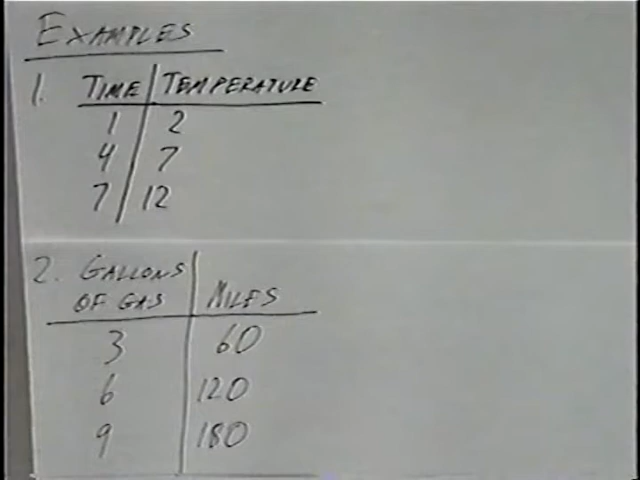 EXAMPLES
1. TIME TEMPERATURE
1 2
4 7
7 12
2. GALLONS
OF GAS MILES
3 60
6 120
9 180